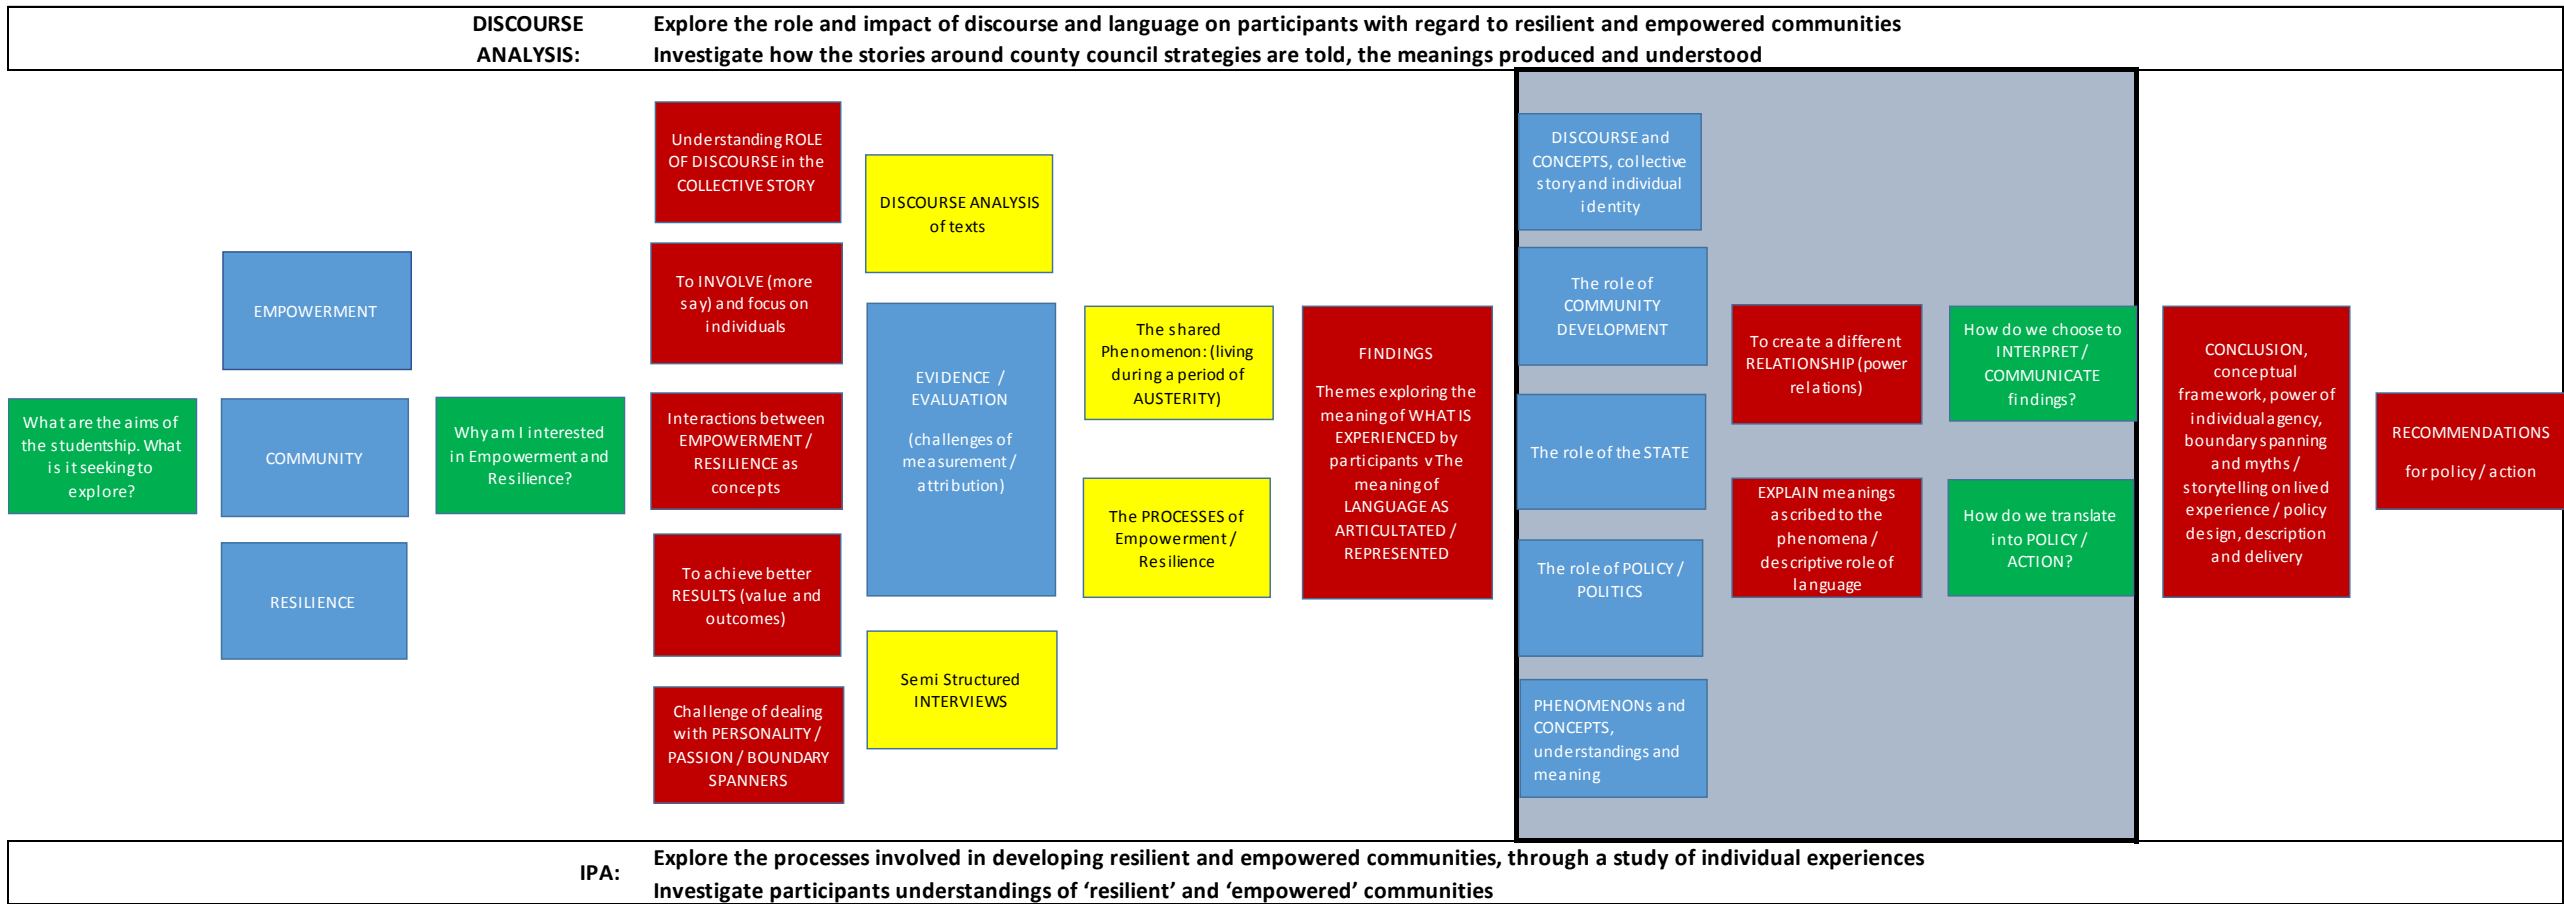 DISCOURSE
ANALYSIS:
Explore the role and impact of discourse and language on participants with regard to resilient and empowered communities
Investigate how the stories around county council strategies are told, the meanings produced and understood
What are the aims of
the studentship. What
is it seeking to
explore?
EMPOWERMENT
COMMUNITY
RESILIENCE
Why am I interested
in Empowerment and
Resilience?
Understanding ROLE
OF DISCOURSE in the
COLLECTIVE STORY
To INVOLVE (more
say) and focus on
individuals
Interactions between
EMPOWERMENT /
RESILIENCE as
concepts
To achieve better
RESULTS (value and
outcomes)
Challenge of dealing
with PERSONALITY /
PASSION / BOUNDARY
SPANNERS
DISCOURSE ANALYSIS
of texts
EVIDENCE /
EVALUATION
(challenges of
measurement /
attribution)
Semi Structured
INTERVIEWS
The shared
Phenomenon: (living
during a period of
AUSTERITY)
The PROCESSES of
Empowerment /
Resilience
FINDINGS
Themes exploring the
meaning of WHAT IS
EXPERIENCED by
participants v The
meaning of
LANGUAGE AS
ARTICULTATED /
REPRESENTED
DISCOURSE and
CONCEPTS, collective
story and individual
identity
The role of
COMMUNITY
DEVELOPMENT
The role of the STATE
The role of POLICY /
POLITICS
PHENOMENONs and
CONCEPTS,
understandings and
meaning
To create a different
RELATIONSHIP (power
relations)
EXPLAIN meanings
ascribed to the
phenomena /
descriptive role of
language
How do we choose to
INTERPRET /
COMMUNICATE
findings?
How do we translate
into POLICY /
ACTION?
CONCLUSION,
conceptual
framework, power of
individual agency,
boundary spanning
and myths /
storytelling on lived
experience / policy
design, description
and delivery
RECOMMENDATIONS
for policy / action
IPA:
Explore the processes involved in developing resilient and empowered communities, through a study of individual experiences
Investigate participants understandings of ‘resilient’ and ‘empowered’ communities